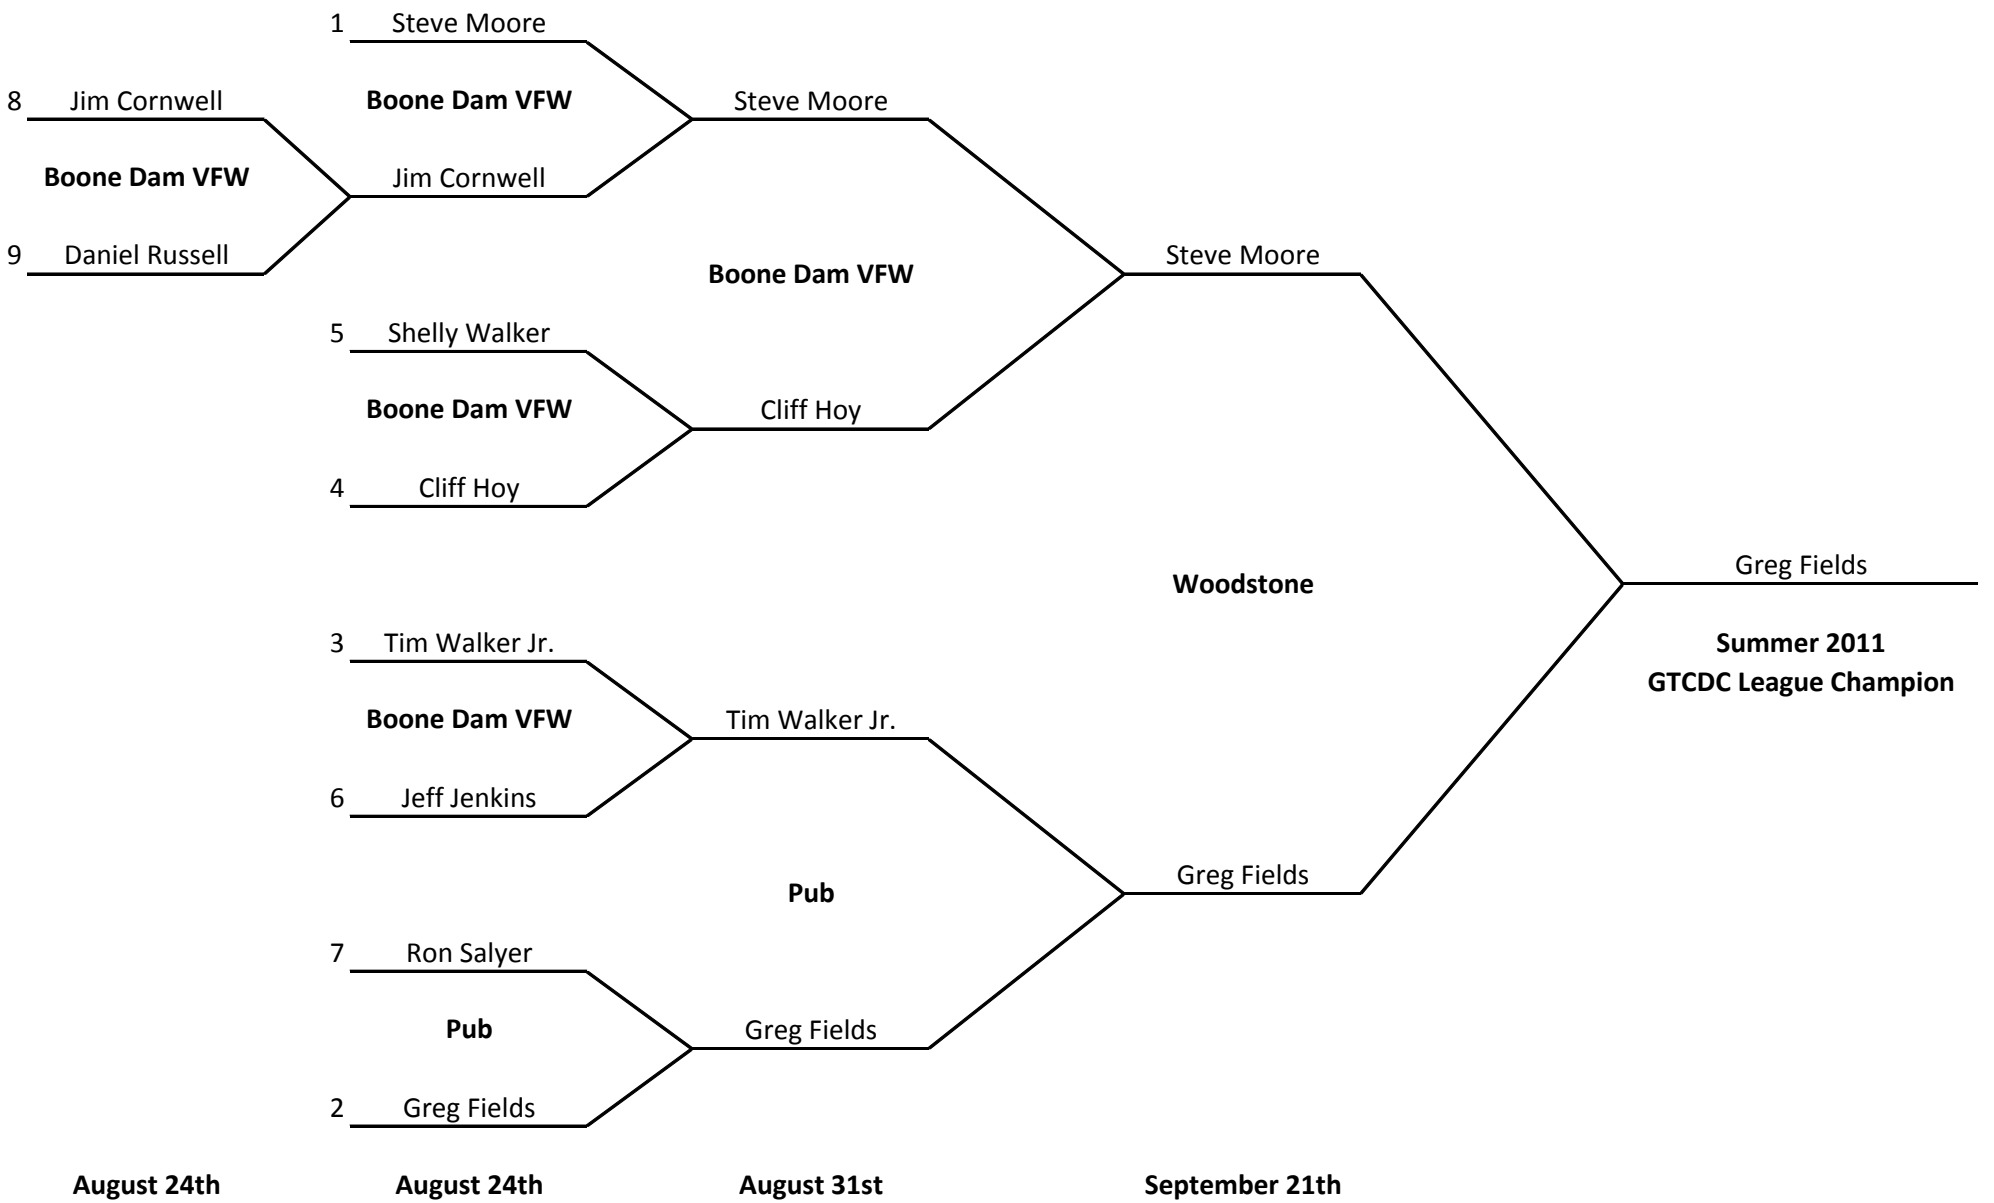 1 Steve Moore
8 Jim Cornwell
Boone Dam VFW
Steve Moore
Boone Dam VFW
Jim Cornwell
9 Daniel Russell
Boone Dam VFW
Steve Moore
5 Shelly Walker
Boone Dam VFW
Cliff Hoy
4 Cliff Hoy
Woodstone
Greg Fields
Summer 2011
GTCDC League Champion
3 Tim Walker Jr.
Boone Dam VFW
Tim Walker Jr.
6 Jeff Jenkins
Pub
Greg Fields
7 Ron Salyer
Pub
Greg Fields
2 Greg Fields
August 24th
August 24th
August 31st
September 21th